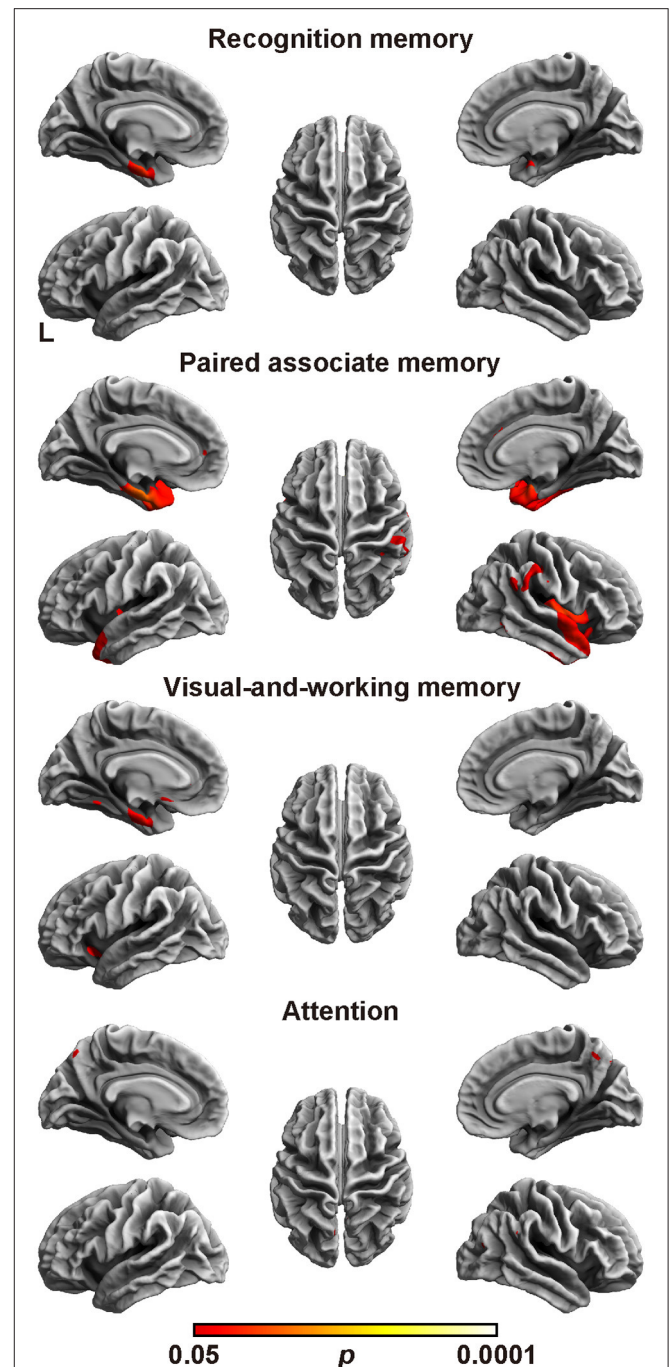 Recognition memory
L
Paired associate memory
Visual-and-working memory
Attention
0.05 p 0.0001